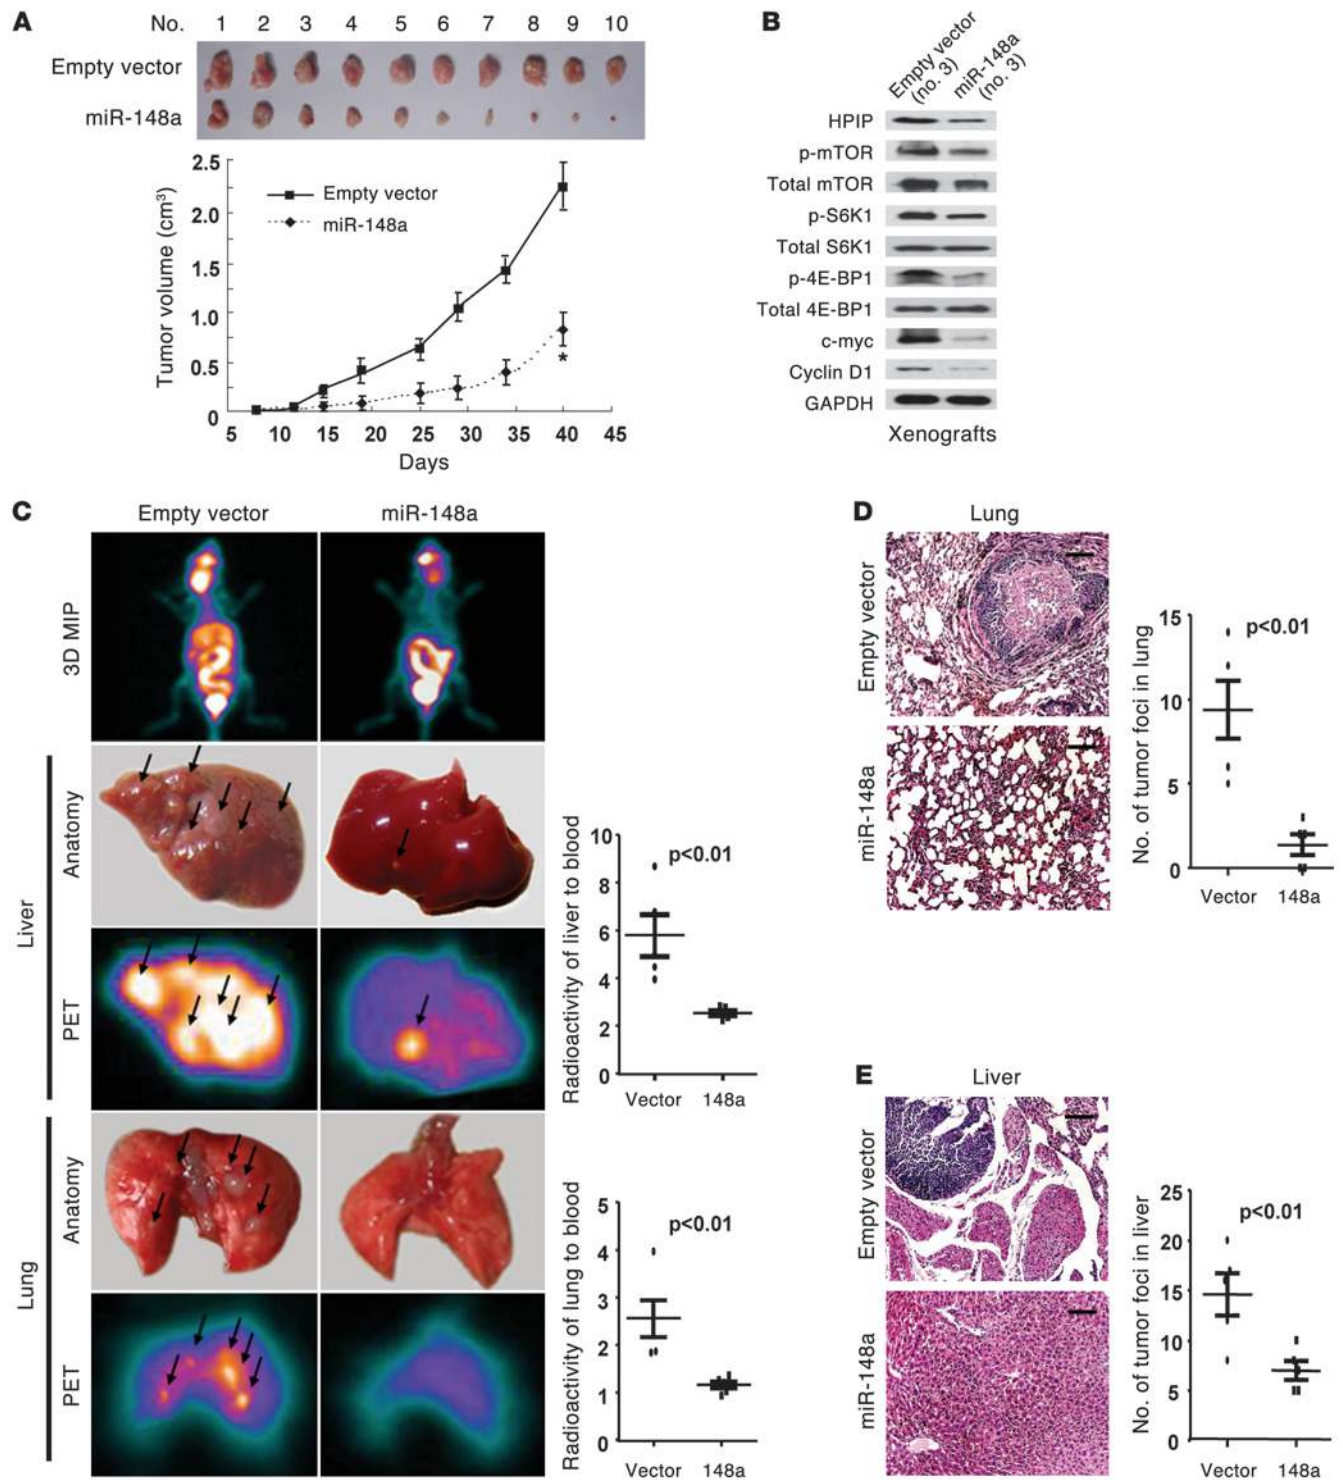 A
No. 1 2 3 4 5 6 7 8 9 10
Empty vector
miR-148a
2.5
2.0
1.5
1.0
0.5
0
Tumor volume (cm³)
Empty vector
miR-148a
*
5 10 15 20 25 30 35 40 45
Days
B
Empty vector
(no. 3)
miR-148a
(no. 3)
HPIP
p-mTOR
Total mTOR
p-S6K1
Total S6K1
p-4E-BP1
Total 4E-BP1
c-myc
Cyclin D1
GAPDH
Xenografts
C
Empty vector miR-148a
3D MIP
Liver
Anatomy
PET
Lung
Anatomy
PET
Radioactivity of liver to blood
10
8
6
4
2
0
p<0.01
Vector 148a
Radioactivity of lung to blood
5
4
3
2
1
0
p<0.01
Vector 148a
D
Lung
Empty vector
miR-148a
No. of tumor foci in lung
15
10
5
0
p<0.01
Vector 148a
E
Liver
Empty vector
miR-148a
No. of tumor foci in liver
25
20
15
10
5
0
p<0.01
Vector 148a